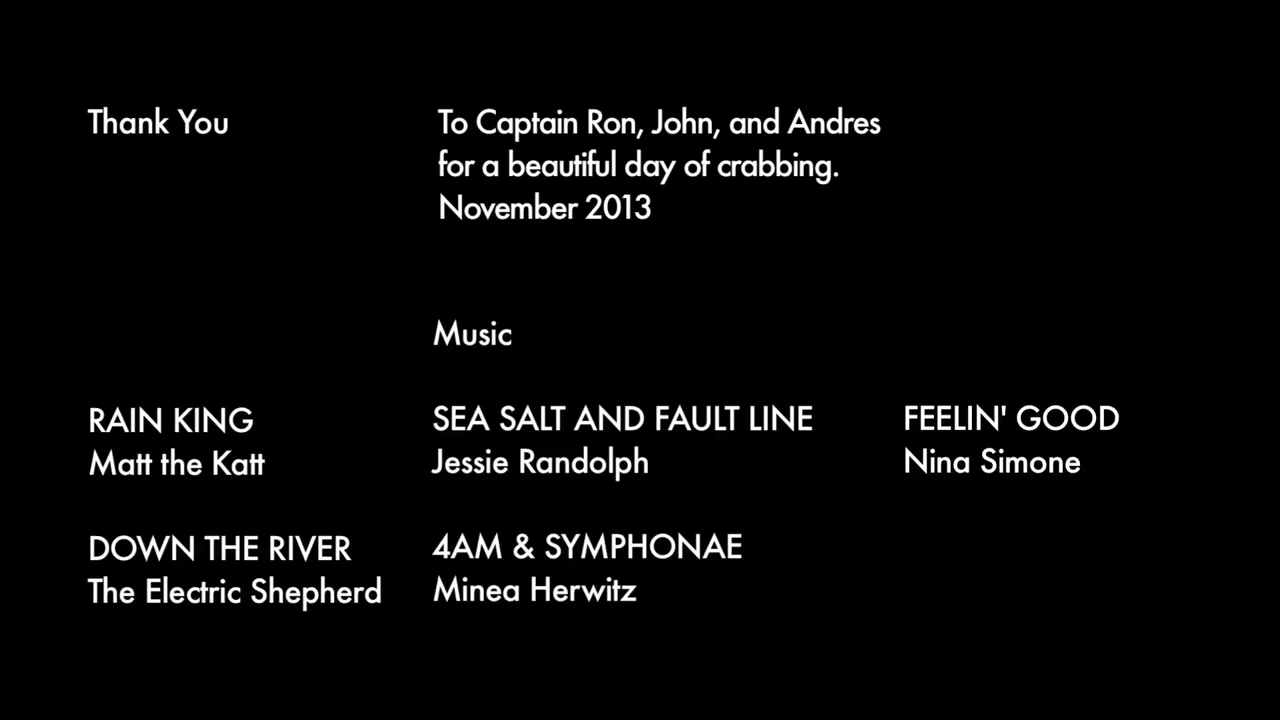 Thank You
To Captain Ron, John, and Andres
for a beautiful day of crabbing.
November 2013
Music
RAIN KING
Matt the Katt
SEA SALT AND FAULT LINE
Jessie Randolph
FEELIN' GOOD
Nina Simone
DOWN THE RIVER
The Electric Shepherd
4AM & SYMPHONAE
Minea Herwitz